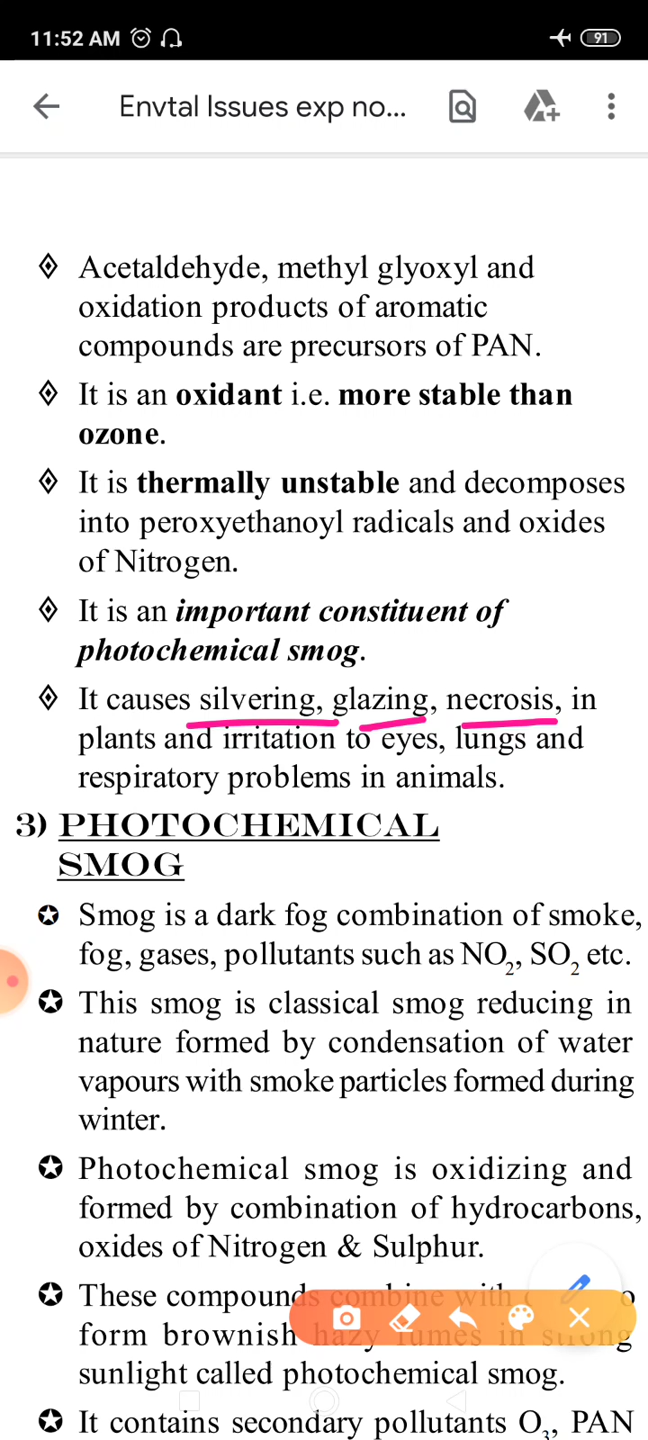 11:52 AM
91
Envtal Issues exp no...
Acetaldehyde, methyl glyoxyl and
oxidation products of aromatic
compounds are precursors of PAN.
It is an oxidant i.e. more stable than
ozone.
It is thermally unstable and decomposes
into peroxyethanoyl radicals and oxides
of Nitrogen.
It is an important constituent of
photochemical smog.
It causes silvering, glazing, necrosis, in
plants and irritation to eyes, lungs and
respiratory problems in animals.
3) PHOTOCHEMICAL
SMOG
Smog is a dark fog combination of smoke,
fog, gases, pollutants such as NO₂, SO₂ etc.
This smog is classical smog reducing in
nature formed by condensation of water
vapours with smoke particles formed during
winter.
Photochemical smog is oxidizing and
formed by combination of hydrocarbons,
oxides of Nitrogen & Sulphur.
These compounds combine with
form brownish hazy fumes in strong
sunlight called photochemical smog.
It contains secondary pollutants O₃, PAN